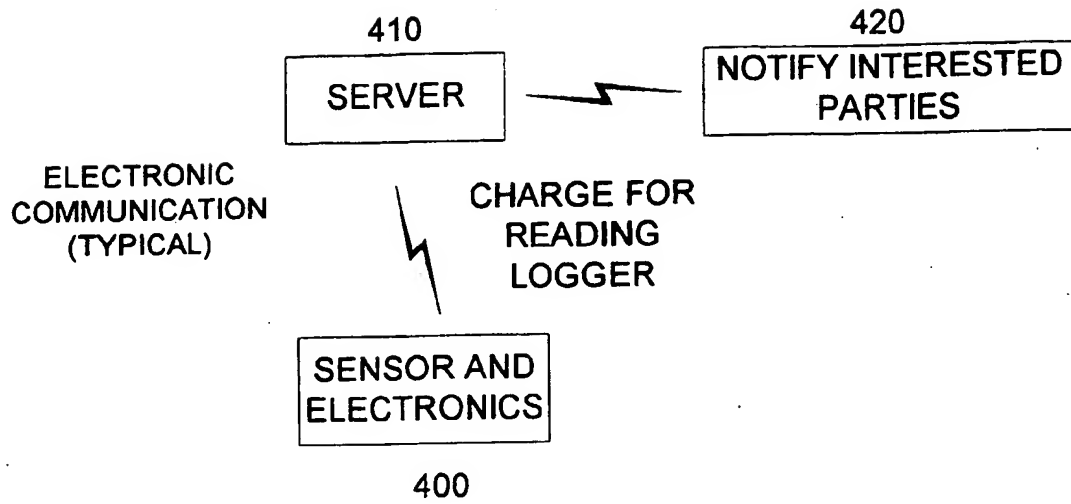 410
SERVER
420
NOTIFY INTERESTED
PARTIES
ELECTRONIC
COMMUNICATION
(TYPICAL)
CHARGE FOR
READING
LOGGER
SENSOR AND
ELECTRONICS
400